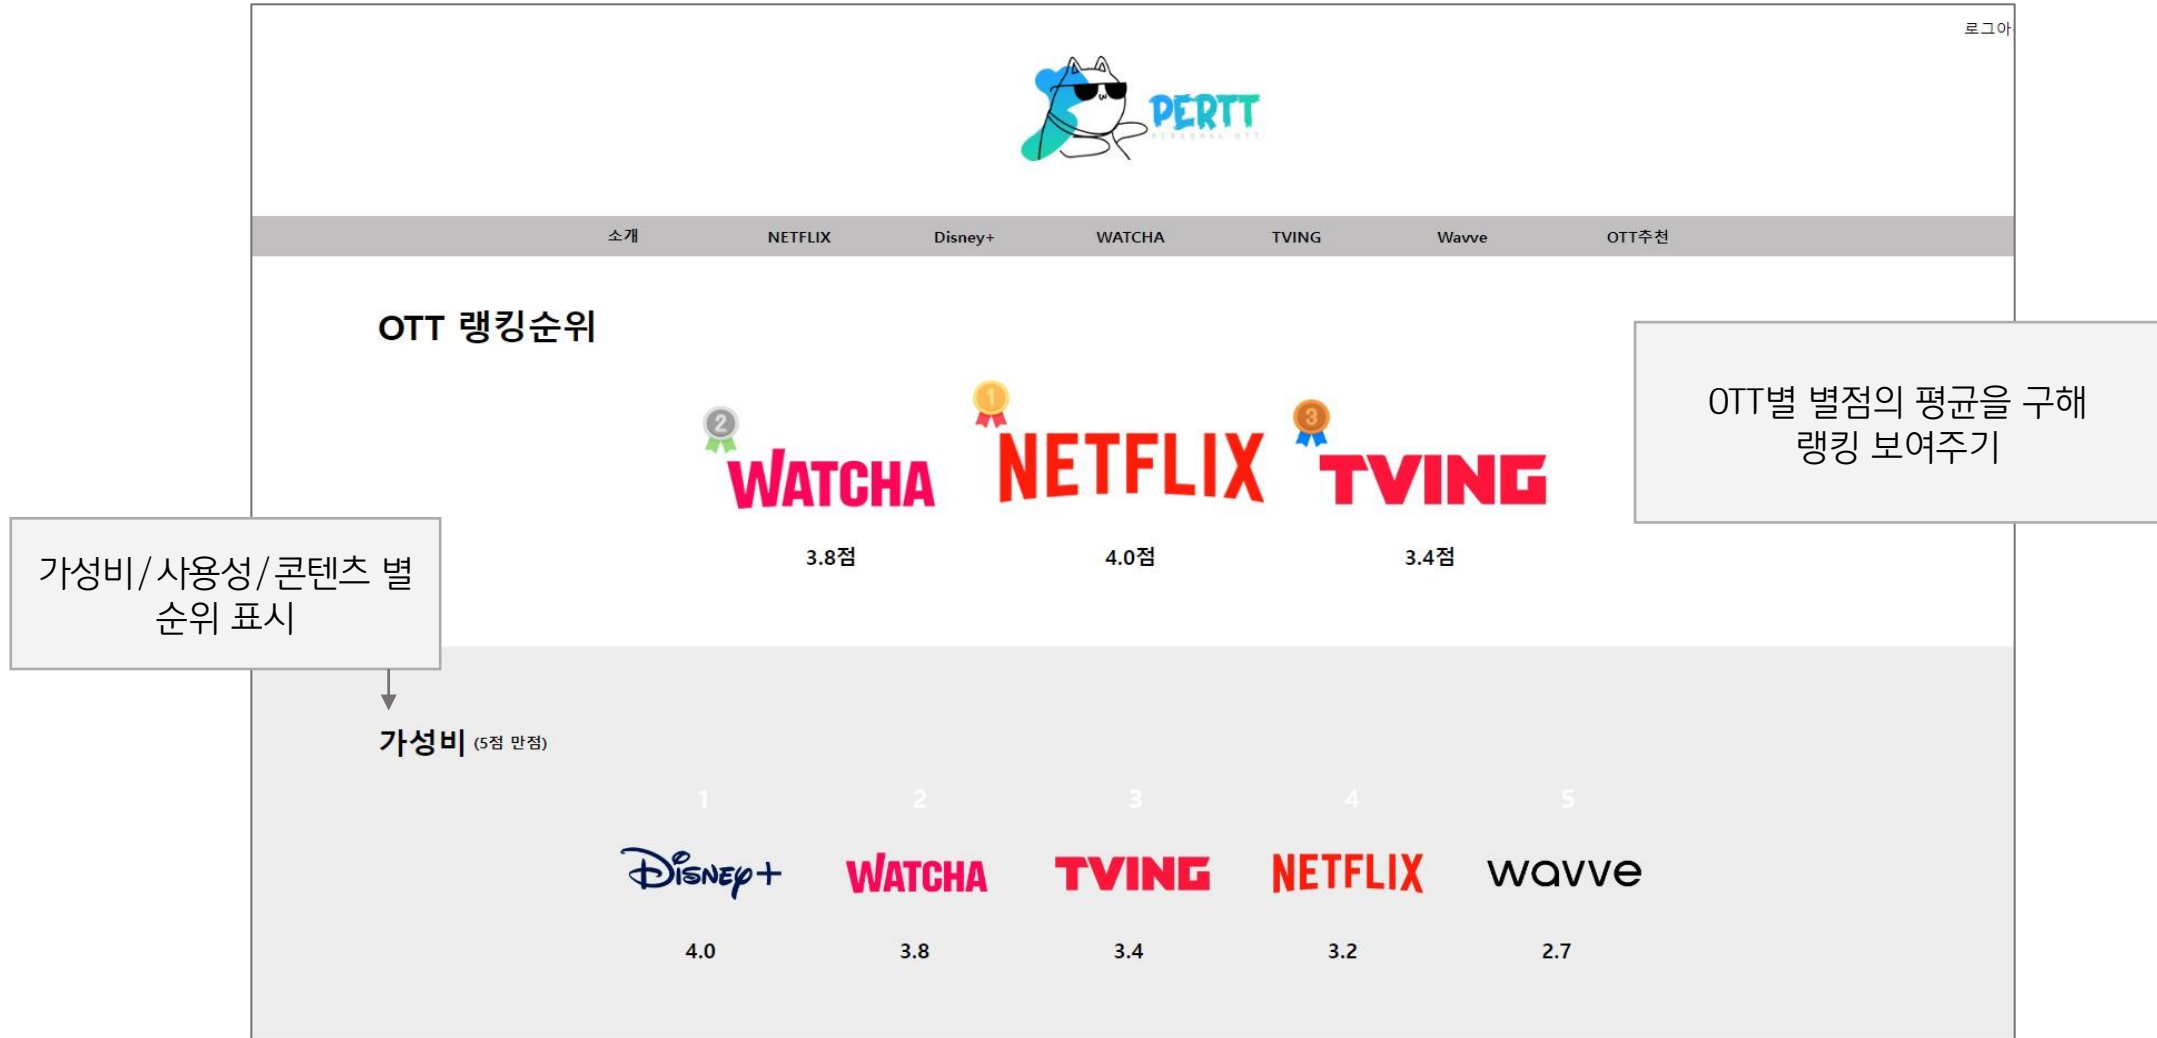 로그아
PERTT
PERSONAL OTT
소개 NETFLIX Disney+ WATCHA TVING Wavve OTT추천
OTT 랭킹순위
2 1 3
WATCHA NETFLIX TVING
3.8점 4.0점 3.4점
OTT별 별점의 평균을 구해
랭킹 보여주기
가성비/사용성/콘텐츠 별
순위 표시
가성비 (5점 만점)
1 2 3 4 5
Disney+ WATCHA TVING NETFLIX wavve
4.0 3.8 3.4 3.2 2.7